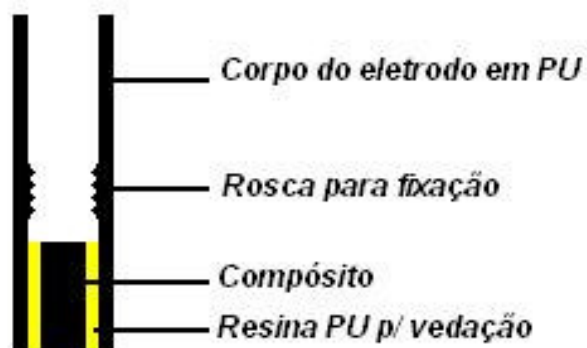 Corpo do eletrodo em PU
Rosca para fixação
Compósito
Resina PU p/ vedação